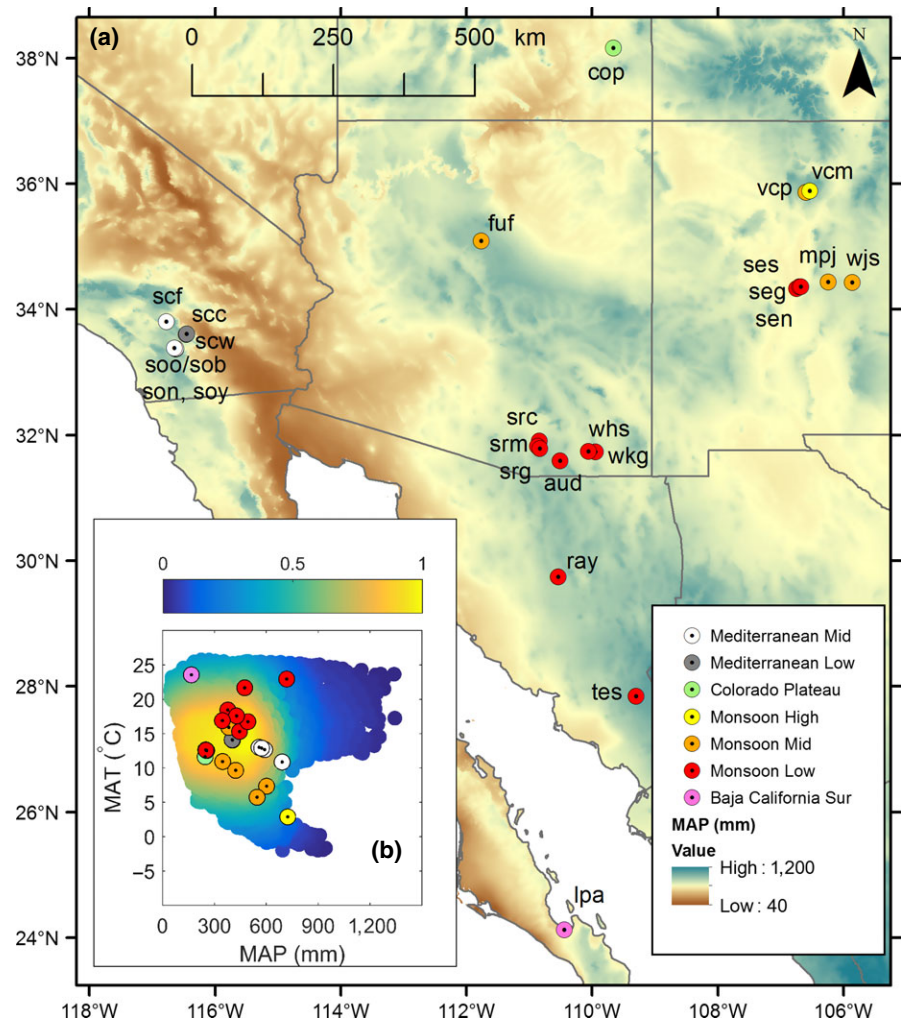 (a)
0 250 500 km
N
38°N
36°N
34°N
32°N
30°N
28°N
26°N
24°N
cop
vcm
vcp
fuf
mpj
wjs
ses
seg
sen
scf
scc
scw
soo/sob
son, soy
src
srm
srg
whs
wkg
aud
ray
tes
lpa
0 0.5 1
MAT (°C)
25
20
15
10
5
0
−5
(b)
0 300 600 900 1,200
MAP (mm)
Mediterranean Mid
Mediterranean Low
Colorado Plateau
Monsoon High
Monsoon Mid
Monsoon Low
Baja California Sur
MAP (mm)
Value
High : 1,200
Low : 40
118°W 116°W 114°W 112°W 110°W 108°W 106°W